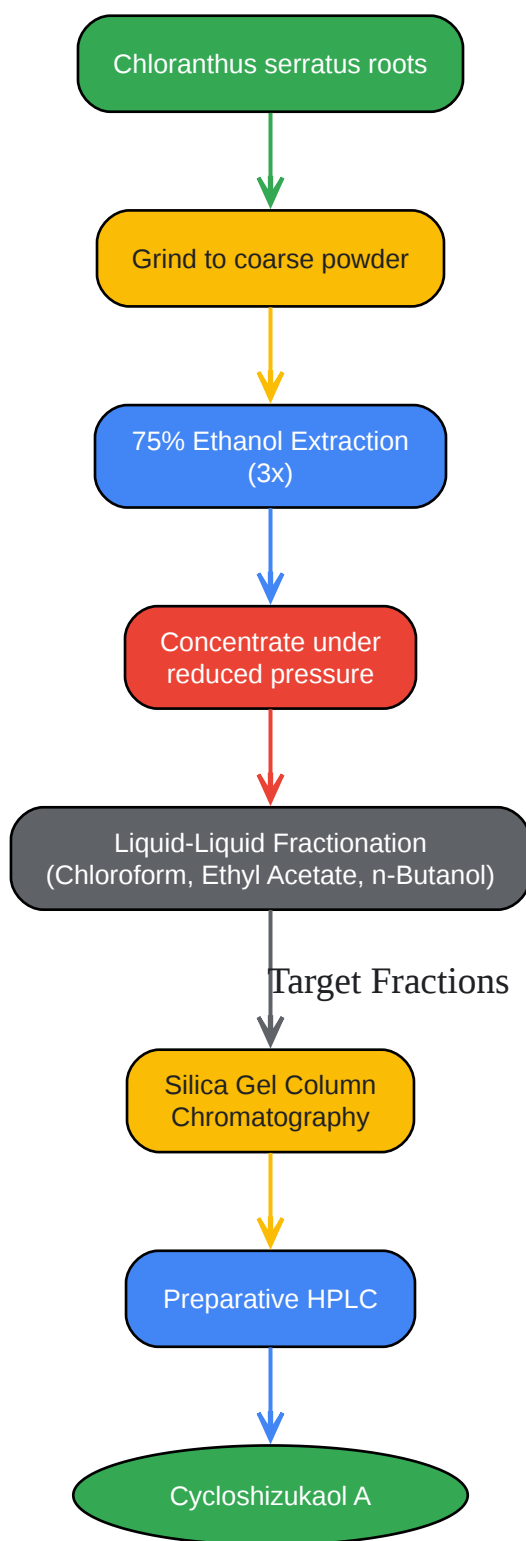 Chloranthus serratus roots
Grind to coarse powder
75% Ethanol Extraction
(3x)
Concentrate under
reduced pressure
Liquid-Liquid Fractionation
(Chloroform, Ethyl Acetate, n-Butanol)
Target Fractions
Silica Gel Column
Chromatography
Preparative HPLC
Cycloshizukaol A